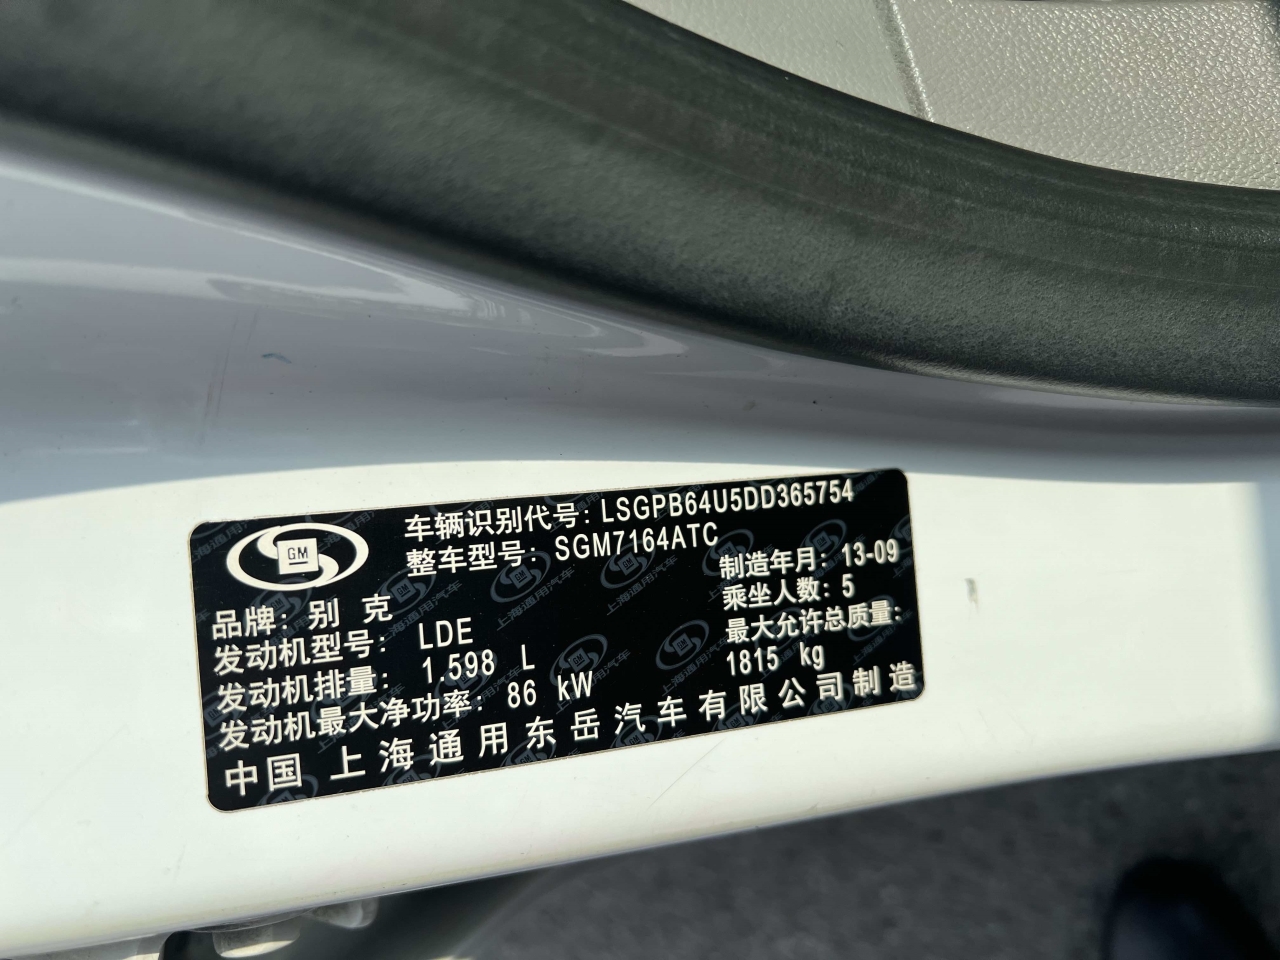 GM
车辆识别代号: LSGPB64U5DD365754
整车型号: SGM7164ATC
品牌: 别 克
制造年月: 13-09
发动机型号: LDE
乘坐人数: 5
发动机排量: 1.598 L
最大允许总质量:
1815 kg
发动机最大净功率: 86 kW
中国 上海通用东岳汽车有限公司制造